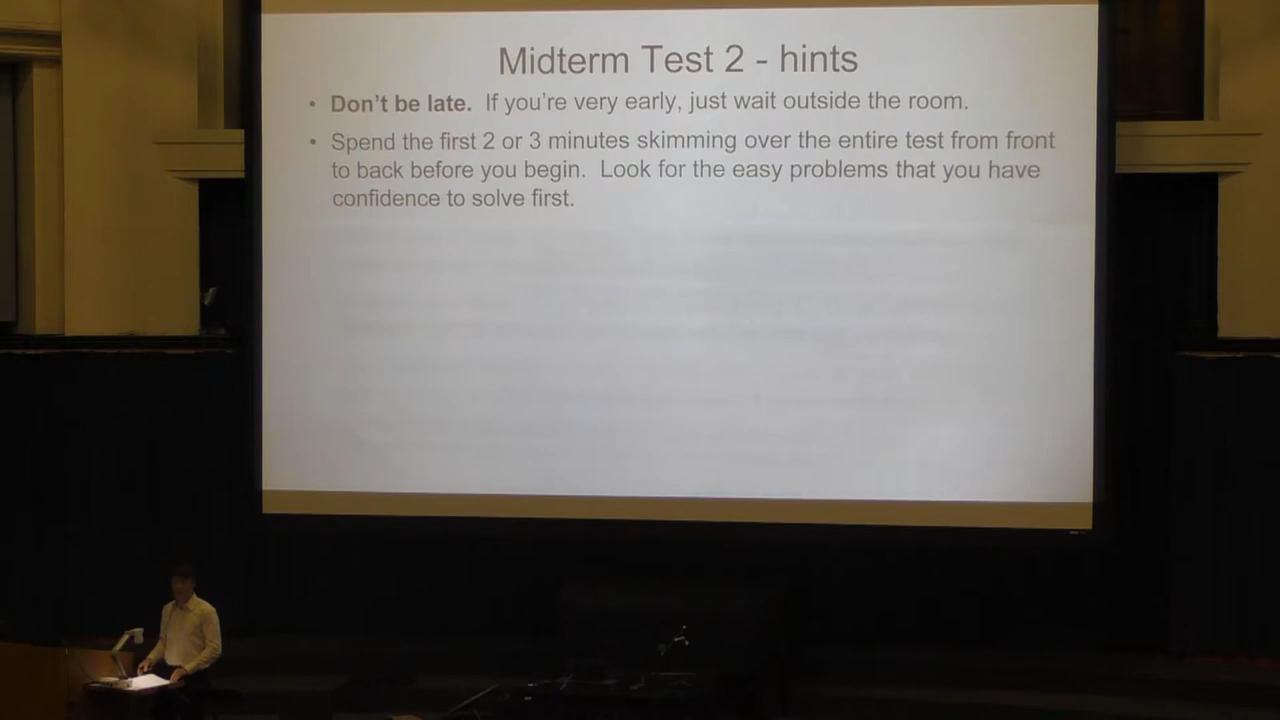 Midterm Test 2 - hints
• Don't be late. If you're very early, just wait outside the room.
• Spend the first 2 or 3 minutes skimming over the entire test from front
to back before you begin. Look for the easy problems that you have
confidence to solve first.